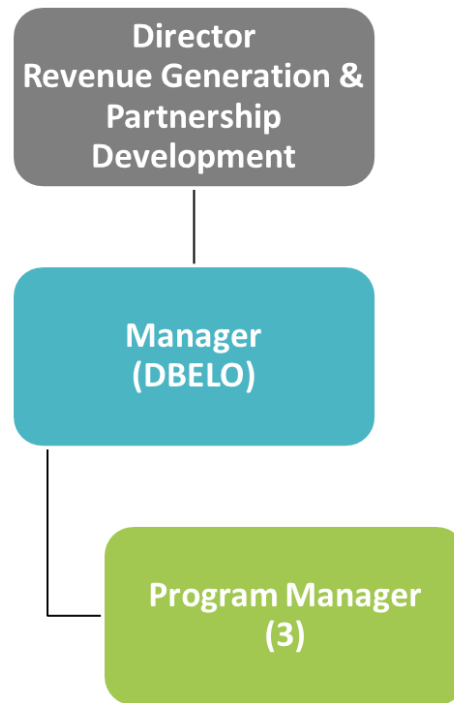 Director
Revenue Generation &
Partnership
Development
Manager
(DBELO)
Program Manager
(3)